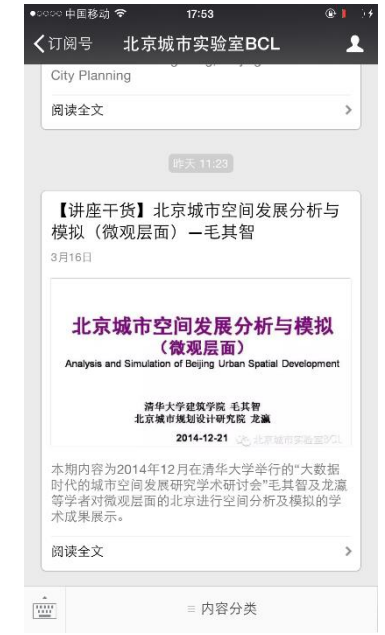 中国移动 17:53
订阅号 北京城市实验室BCL
City Planning
阅读全文
昨天 11:23
【讲座干货】北京城市空间发展分析与
模拟（微观层面）—毛其智
3月16日
北京城市空间发展分析与模拟
（微观层面）
Analysis and Simulation of Beijing Urban Spatial Development
清华大学建筑学院 毛其智
北京城市规划设计研究院 龙瀛
2014-12-21 北京城市实验室BCL
本期内容为2014年12月在清华大学举行的“大数据
时代的城市空间发展研究学术研讨会”毛其智及龙瀛
等学者对微观层面的北京进行空间分析及模拟的学
术成果展示。
阅读全文
内容分类